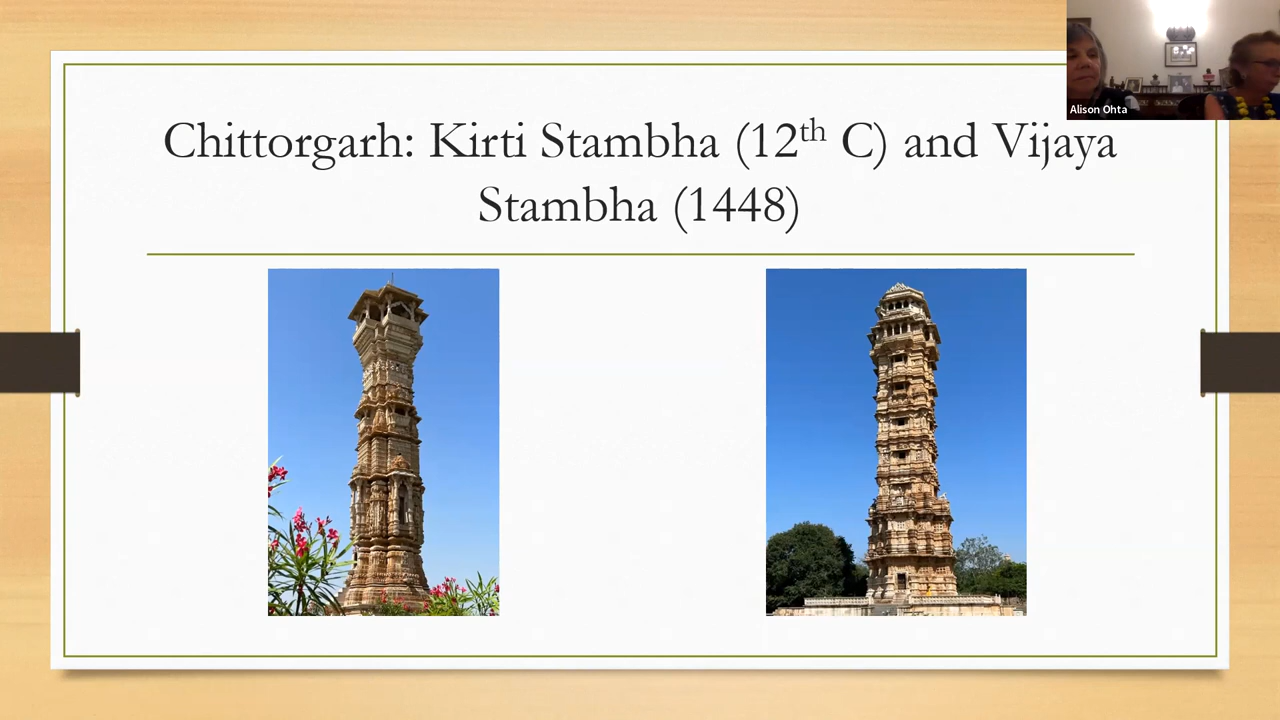 Chittorgarh: Kirti Stambha (12th C) and Vijaya
Stambha (1448)
Alison Ohta